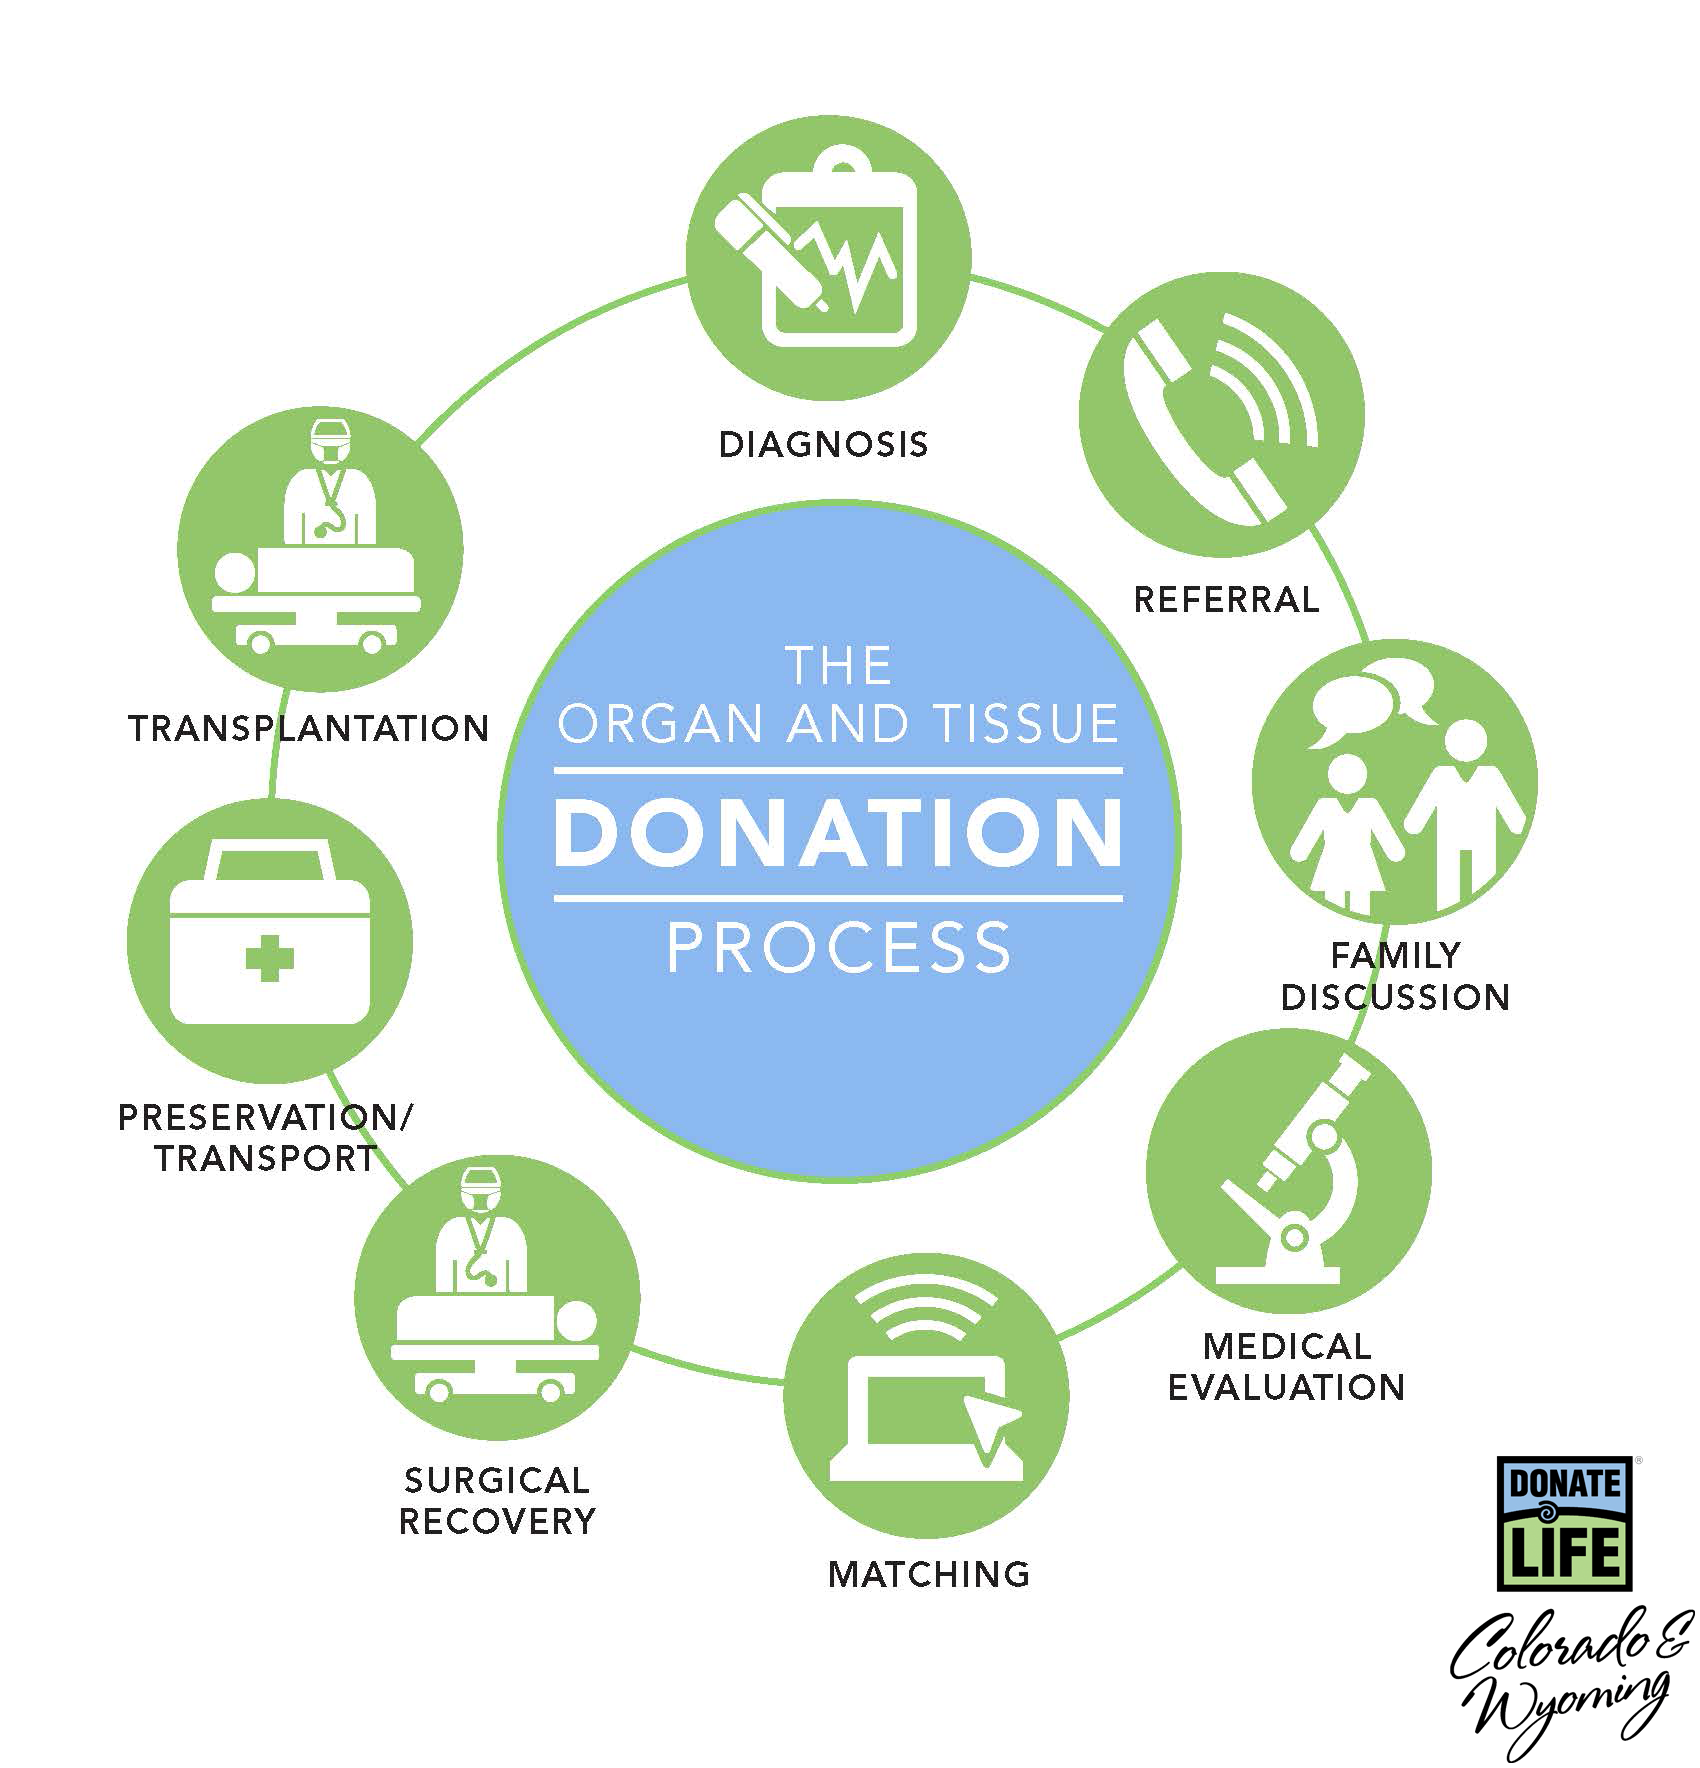 THE
ORGAN AND TISSUE
DONATION
PROCESS
DIAGNOSIS
REFERRAL
FAMILY
DISCUSSION
MEDICAL
EVALUATION
MATCHING
SURGICAL
RECOVERY
PRESERVATION/
TRANSPORT
TRANSPLANTATION
DONATE
LIFE
®
Colorado &
Wyoming